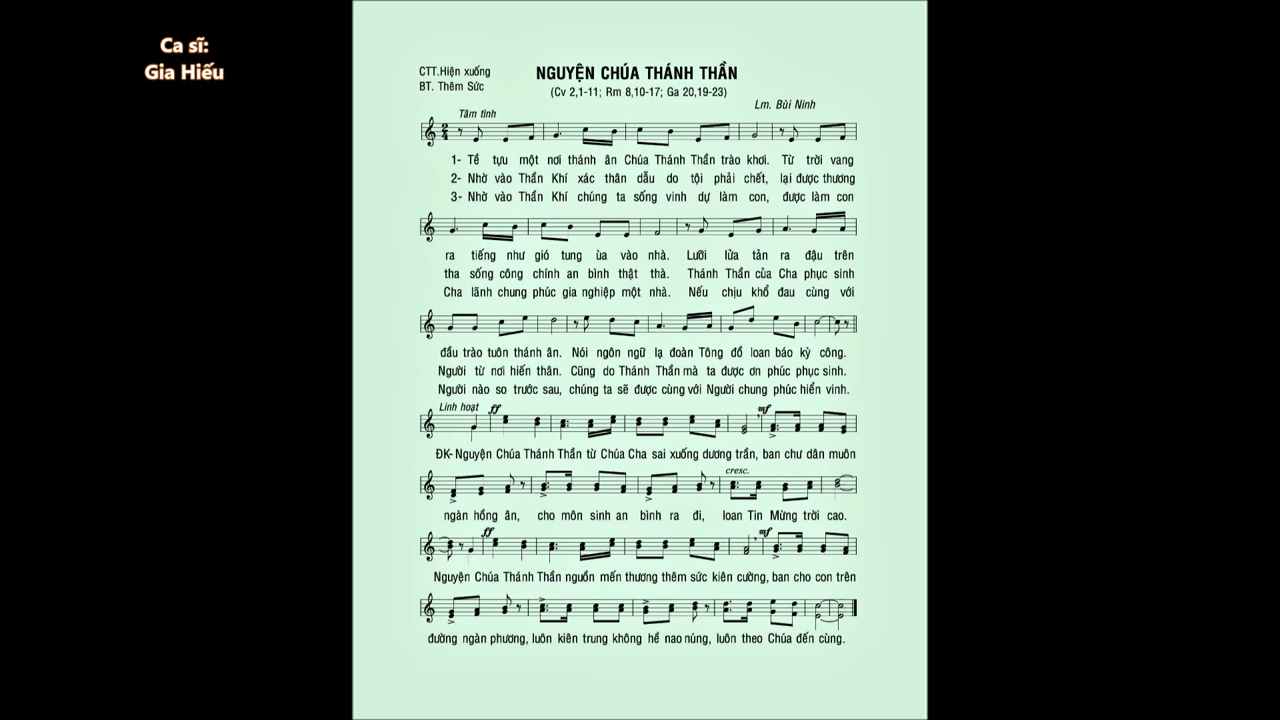 Ca sĩ:
Gia Hiếu
CTT.Hiện xuống
BT. Thêm Sức
NGUYỆN CHÚA THÁNH THẦN
(Cv 2,1-11; Rm 8,10-17; Ga 20,19-23)
Lm. Bùi Ninh
Tâm tình
1- Tề tựu một nơi thánh ân Chúa Thánh Thần trào khơi. Từ trời vang
2- Nhờ vào Thần Khí xác thân dẫu do tội phải chết, lại được thương
3- Nhờ vào Thần Khí chúng ta sống vinh dự làm con, được làm con
ra tiếng như gió tung ùa vào nhà. Lưỡi lửa tản ra đậu trên
tha sống công chính an bình thật thà. Thánh Thần của Cha phục sinh
Cha lãnh chung phúc gia nghiệp một nhà. Nếu chịu khổ đau cùng với
đầu trào tuôn thánh ân. Nói ngôn ngữ lạ đoàn Tông đồ loan báo kỳ công.
Người từ nơi hiến thân. Cũng do Thánh Thần mà ta được ơn phúc phục sinh.
Người nào so trước sau, chúng ta sẽ được cùng với Người chung phúc hiển vinh.
Linh hoạt ff mf
ĐK- Nguyện Chúa Thánh Thần từ Chúa Cha sai xuống dương trần, ban chư dân muôn
cresc.
ngàn hồng ân, cho môn sinh an bình ra đi, loan Tin Mừng trời cao.
ff mf
Nguyện Chúa Thánh Thần nguồn mến thương thêm sức kiên cường, ban cho con trên
đường ngàn phương, luôn kiên trung không hề nao núng, luôn theo Chúa đến cùng.